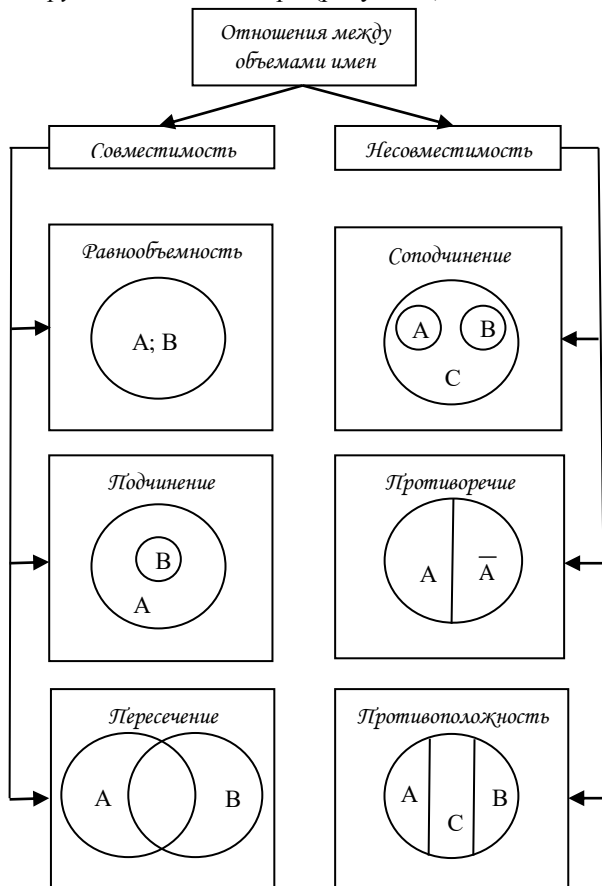 Отношения между
объемами имен
Совместимость
Несовместимость
Равнообъемность
A; B
Соподчинение
A B
C
Подчинение
B
A
Противоречие
A A̅
Пересечение
A B
Противоположность
A B
C